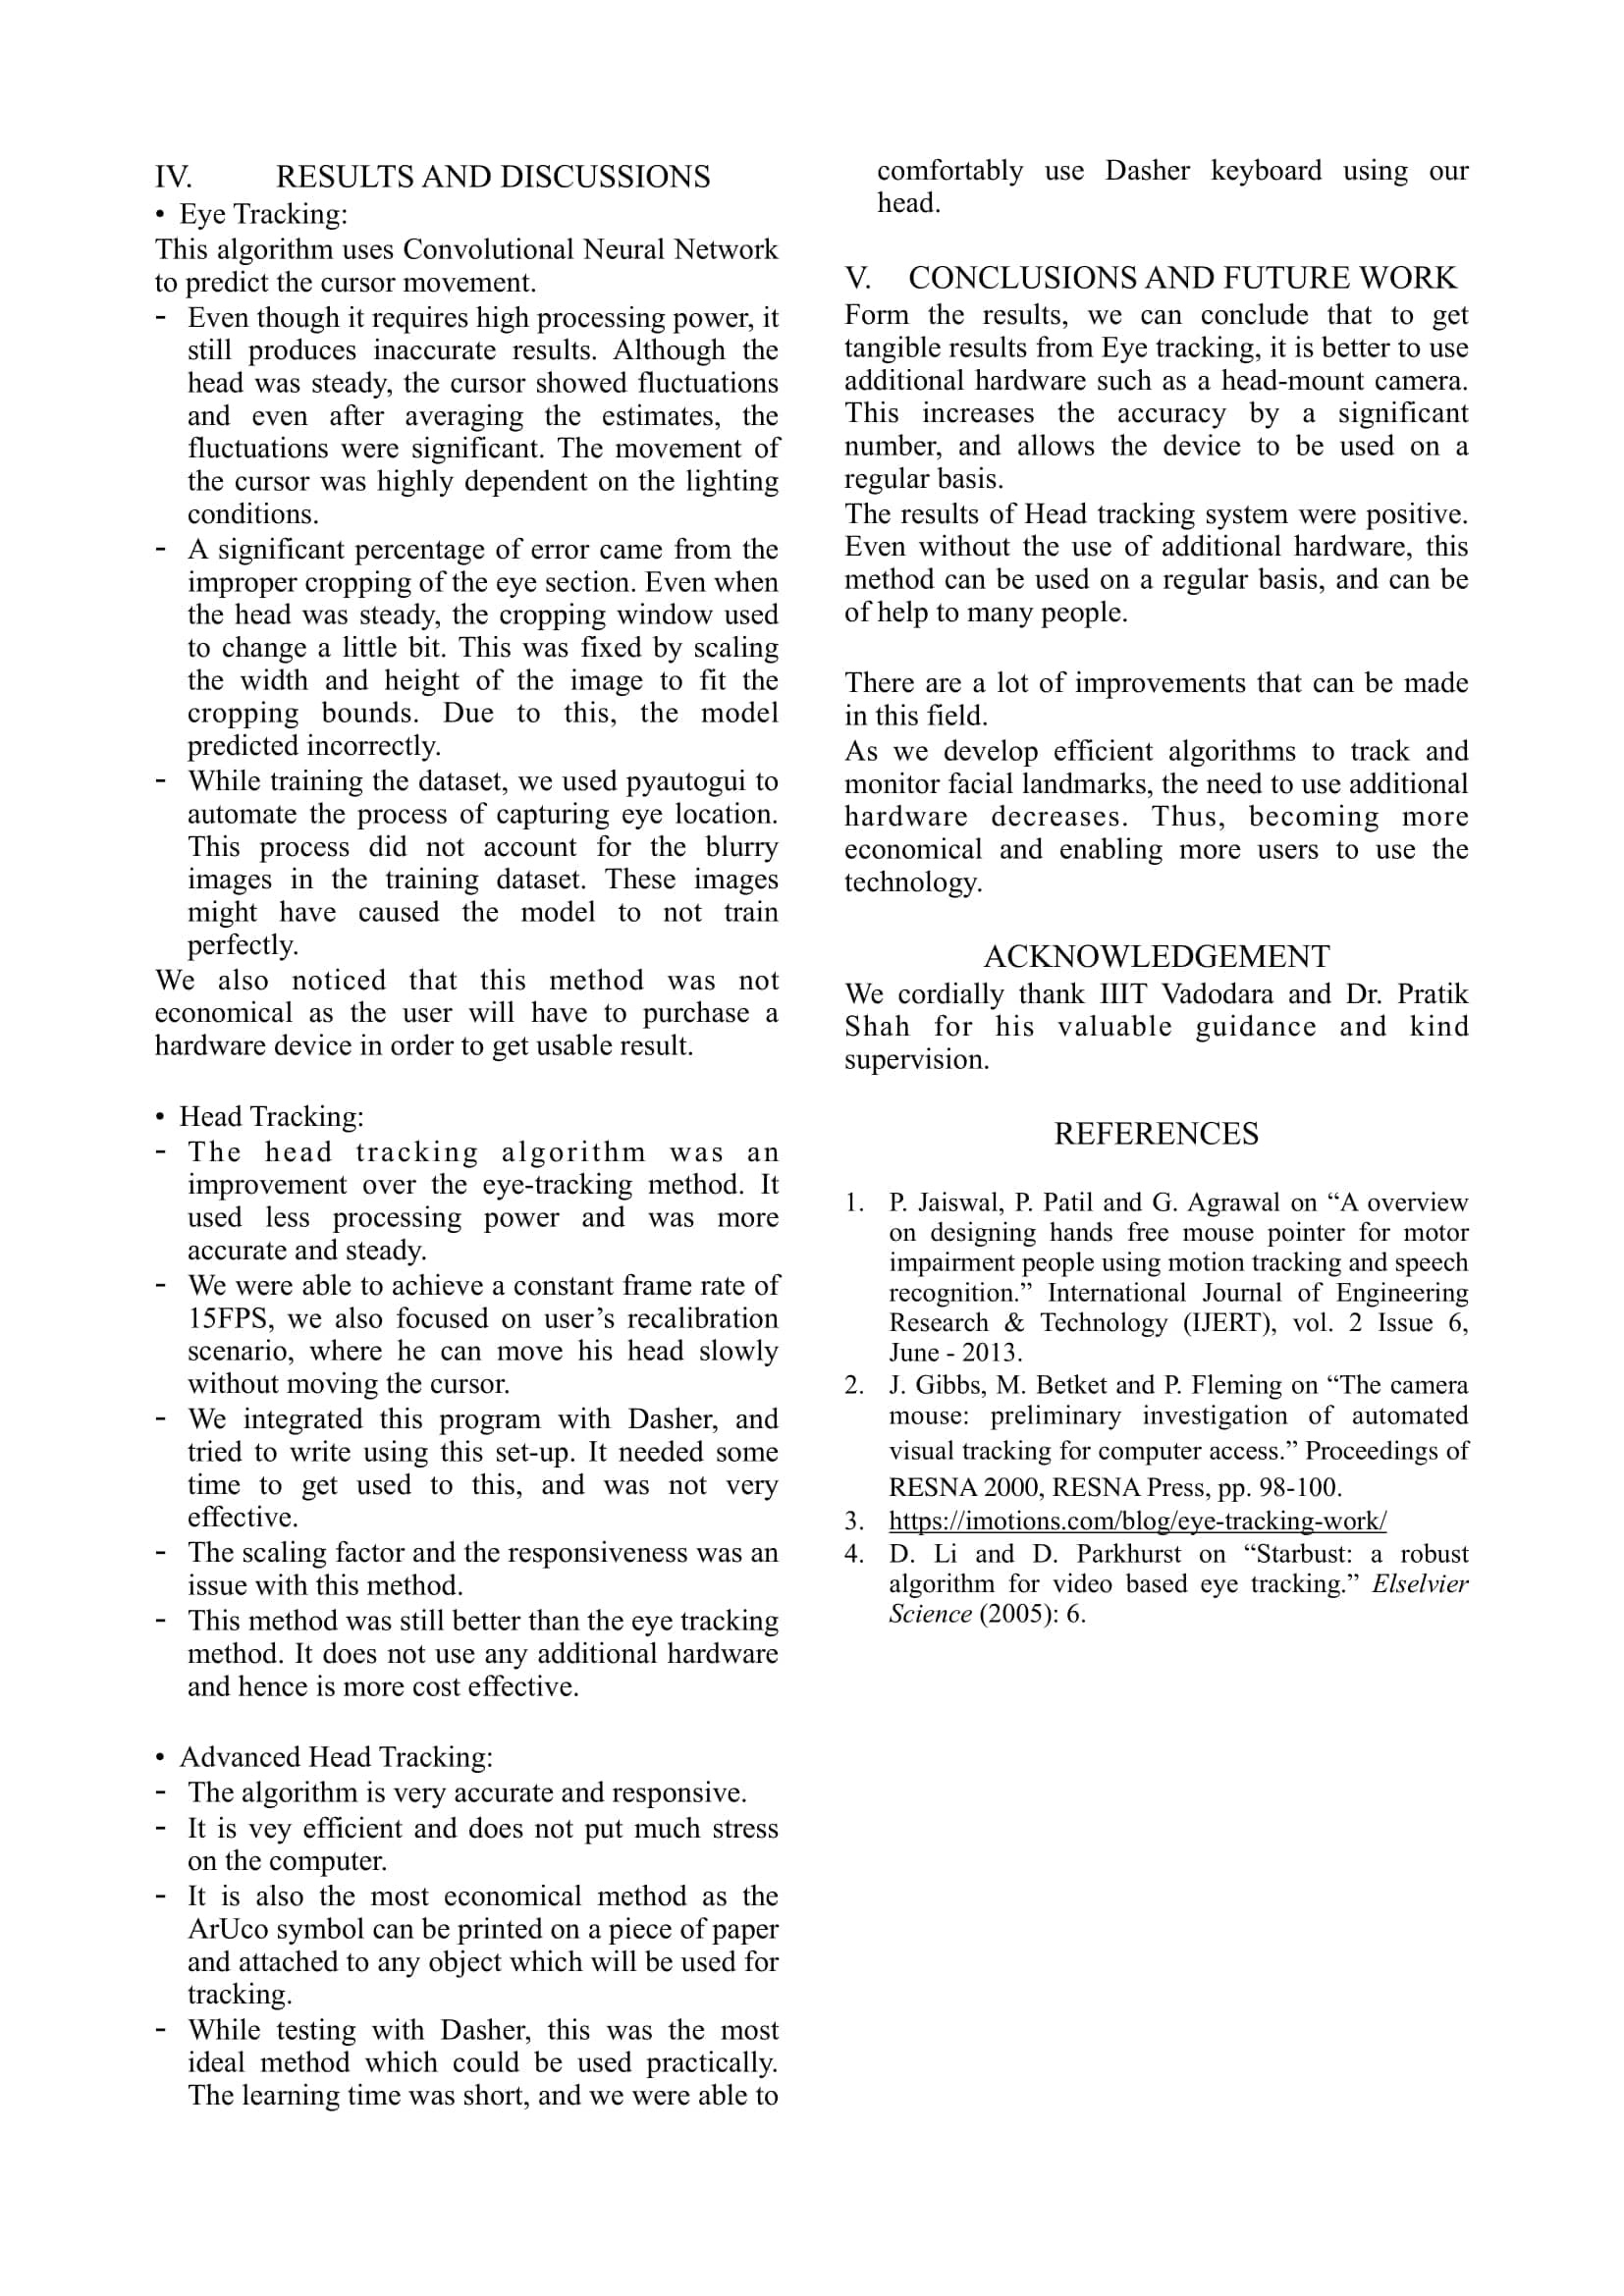 IV. RESULTS AND DISCUSSIONS
• Eye Tracking:
This algorithm uses Convolutional Neural Network
to predict the cursor movement.
- Even though it requires high processing power, it
still produces inaccurate results. Although the
head was steady, the cursor showed fluctuations
and even after averaging the estimates, the
fluctuations were significant. The movement of
the cursor was highly dependent on the lighting
conditions.
- A significant percentage of error came from the
improper cropping of the eye section. Even when
the head was steady, the cropping window used
to change a little bit. This was fixed by scaling
the width and height of the image to fit the
cropping bounds. Due to this, the model
predicted incorrectly.
- While training the dataset, we used pyautogui to
automate the process of capturing eye location.
This process did not account for the blurry
images in the training dataset. These images
might have caused the model to not train
perfectly.
We also noticed that this method was not
economical as the user will have to purchase a
hardware device in order to get usable result.
• Head Tracking:
- The head tracking algorithm was an
improvement over the eye-tracking method. It
used less processing power and was more
accurate and steady.
- We were able to achieve a constant frame rate of
15FPS, we also focused on user’s recalibration
scenario, where he can move his head slowly
without moving the cursor.
- We integrated this program with Dasher, and
tried to write using this set-up. It needed some
time to get used to this, and was not very
effective.
- The scaling factor and the responsiveness was an
issue with this method.
- This method was still better than the eye tracking
method. It does not use any additional hardware
and hence is more cost effective.
• Advanced Head Tracking:
- The algorithm is very accurate and responsive.
- It is vey efficient and does not put much stress
on the computer.
- It is also the most economical method as the
ArUco symbol can be printed on a piece of paper
and attached to any object which will be used for
tracking.
- While testing with Dasher, this was the most
ideal method which could be used practically.
The learning time was short, and we were able to
comfortably use Dasher keyboard using our
head.
V. CONCLUSIONS AND FUTURE WORK
Form the results, we can conclude that to get
tangible results from Eye tracking, it is better to use
additional hardware such as a head-mount camera.
This increases the accuracy by a significant
number, and allows the device to be used on a
regular basis.
The results of Head tracking system were positive.
Even without the use of additional hardware, this
method can be used on a regular basis, and can be
of help to many people.
There are a lot of improvements that can be made
in this field.
As we develop efficient algorithms to track and
monitor facial landmarks, the need to use additional
hardware decreases. Thus, becoming more
economical and enabling more users to use the
technology.
ACKNOWLEDGEMENT
We cordially thank IIIT Vadodara and Dr. Pratik
Shah for his valuable guidance and kind
supervision.
REFERENCES
1. P. Jaiswal, P. Patil and G. Agrawal on “A overview
on designing hands free mouse pointer for motor
impairment people using motion tracking and speech
recognition.” International Journal of Engineering
Research & Technology (IJERT), vol. 2 Issue 6,
June - 2013.
2. J. Gibbs, M. Betket and P. Fleming on “The camera
mouse: preliminary investigation of automated
visual tracking for computer access.” Proceedings of
RESNA 2000, RESNA Press, pp. 98-100.
3. https://imotions.com/blog/eye-tracking-work/
4. D. Li and D. Parkhurst on “Starbust: a robust
algorithm for video based eye tracking.” Elselvier
Science (2005): 6.